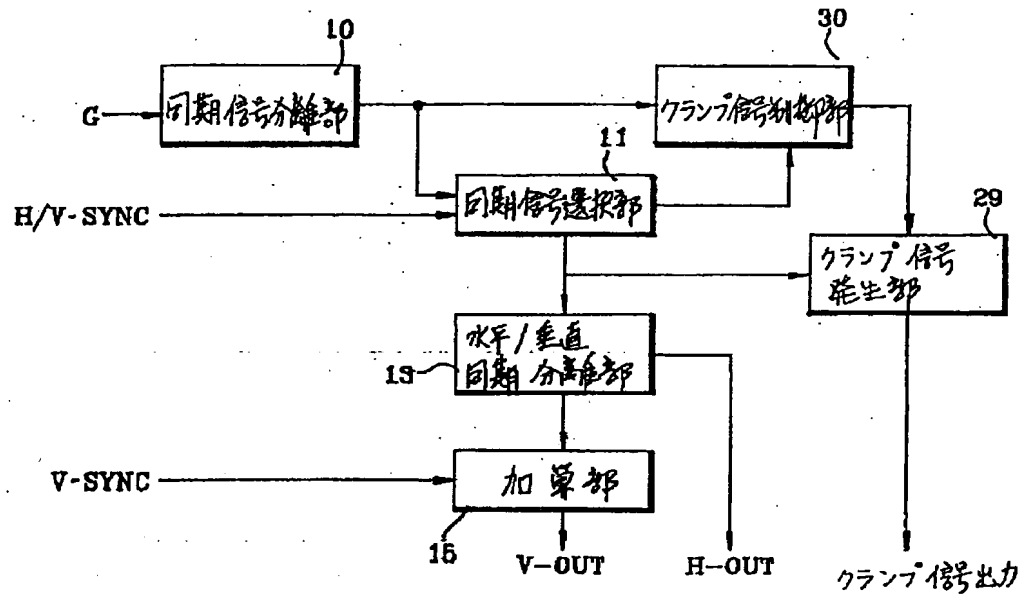 10
30
G
同期信号分離部
クランプ信号制御部
11
H/V-SYNC
同期信号選択部
29
クランプ信号
発生部
水平/垂直
同期 分離部
13
V-SYNC
加算部
15
V-OUT
H-OUT
クランプ信号出力